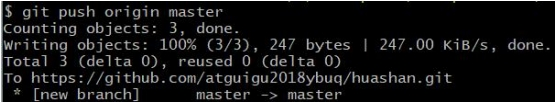 $ git push origin master
Counting objects: 3, done.
Writing objects: 100% (3/3), 247 bytes | 247.00 KiB/s, done.
Total 3 (delta 0), reused 0 (delta 0)
To https://github.com/atguigu2018ybuq/huashan.git
 * [new branch]      master -> master